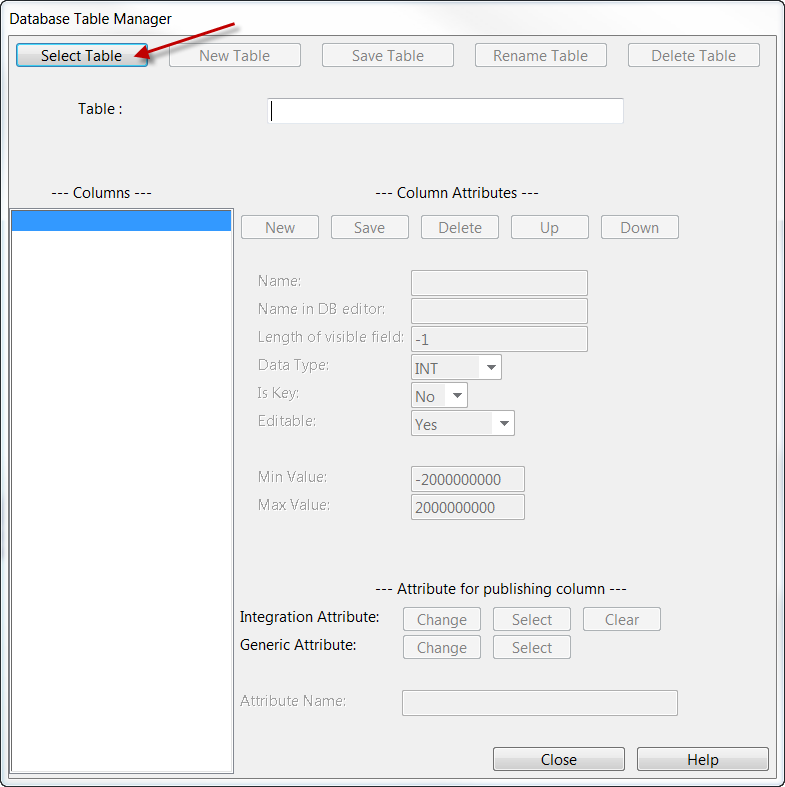 Database Table Manager
Select Table New Table Save Table Rename Table Delete Table
Table :
--- Columns --- --- Column Attributes ---
New Save Delete Up Down
Name:
Name in DB editor:
Length of visible field: -1
Data Type: INT
Is Key: No
Editable: Yes
Min Value: -2000000000
Max Value: 2000000000
--- Attribute for publishing column ---
Integration Attribute: Change Select Clear
Generic Attribute: Change Select
Attribute Name:
Close Help